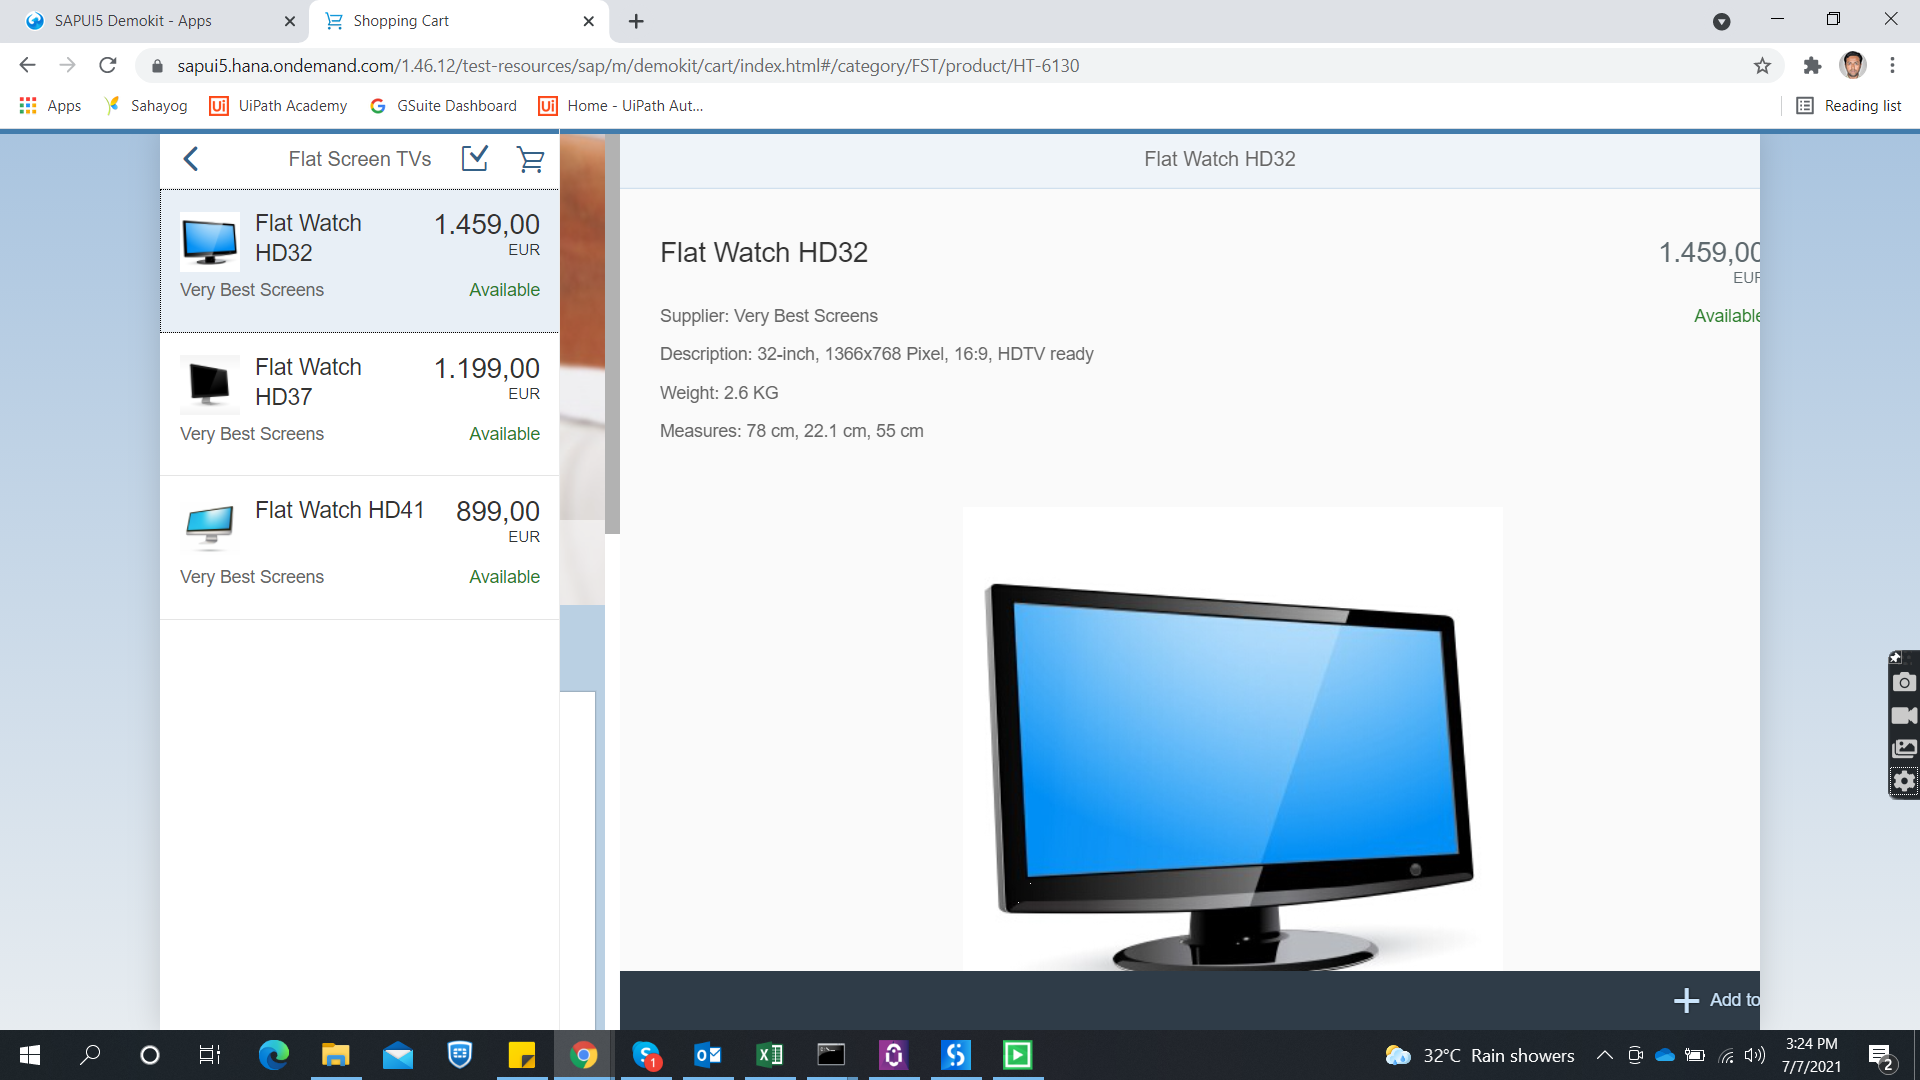 SAPUI5 Demokit - Apps
Shopping Cart
sapui5.hana.ondemand.com/1.46.12/test-resources/sap/m/demokit/cart/index.html#/category/FST/product/HT-6130
Apps
Sahayog
UiPath Academy
GSuite Dashboard
Home - UiPath Aut...
Reading list
Flat Screen TVs
Flat Watch HD32
Flat Watch
HD32
1.459,00
EUR
Very Best Screens
Available
Flat Watch
HD37
1.199,00
EUR
Very Best Screens
Available
Flat Watch HD41
899,00
EUR
Very Best Screens
Available
Flat Watch HD32
1.459,00
EUR
Supplier: Very Best Screens
Available
Description: 32-inch, 1366x768 Pixel, 16:9, HDTV ready
Weight: 2.6 KG
Measures: 78 cm, 22.1 cm, 55 cm
Add to
32°C Rain showers
3:24 PM
7/7/2021
1
2